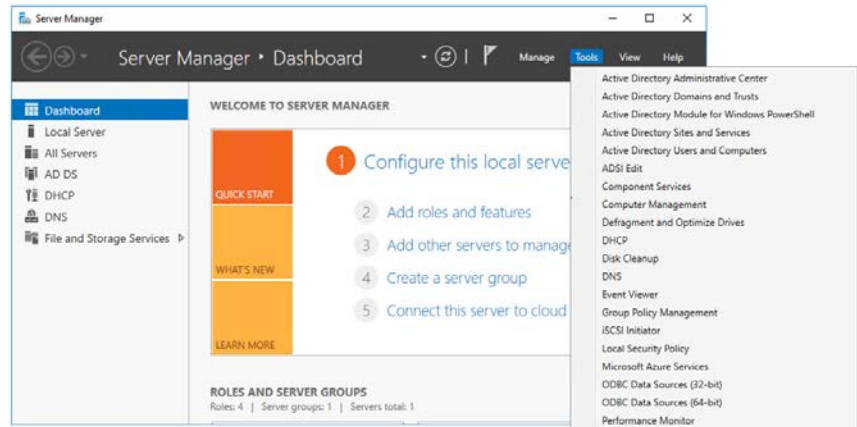 Server Manager
Server Manager • Dashboard
Manage Tools View Help
Dashboard
Local Server
All Servers
AD DS
DHCP
DNS
File and Storage Services
WELCOME TO SERVER MANAGER
QUICK START
WHAT'S NEW
LEARN MORE
1 Configure this local serve
2 Add roles and features
3 Add other servers to manage
4 Create a server group
5 Connect this server to cloud
ROLES AND SERVER GROUPS
Roles: 4 | Server groups: 1 | Servers total: 1
Active Directory Administrative Center
Active Directory Domains and Trusts
Active Directory Module for Windows PowerShell
Active Directory Sites and Services
Active Directory Users and Computers
ADSI Edit
Component Services
Computer Management
Defragment and Optimize Drives
DHCP
Disk Cleanup
DNS
Event Viewer
Group Policy Management
iSCSI Initiator
Local Security Policy
Microsoft Azure Services
ODBC Data Sources (32-bit)
ODBC Data Sources (64-bit)
Performance Monitor